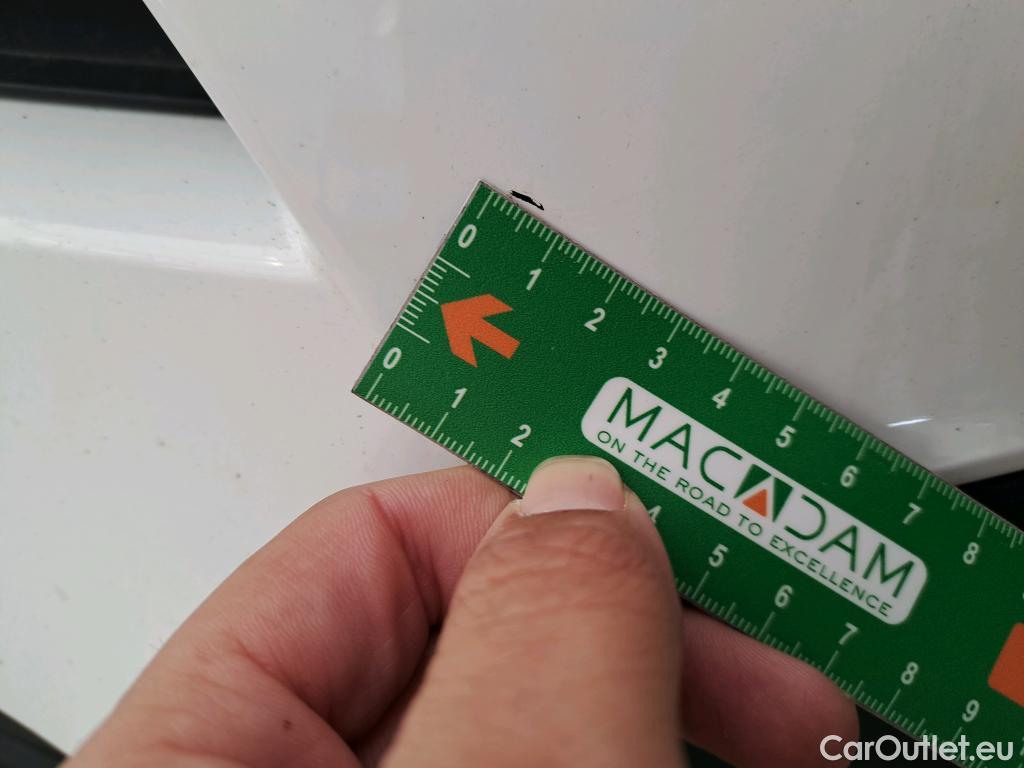 0 1 2 3 4 5 6 7 8
MACADAM
ON THE ROAD TO EXCELLENCE
0 1 2 4 5 6 7 8 9
CarOutlet.eu